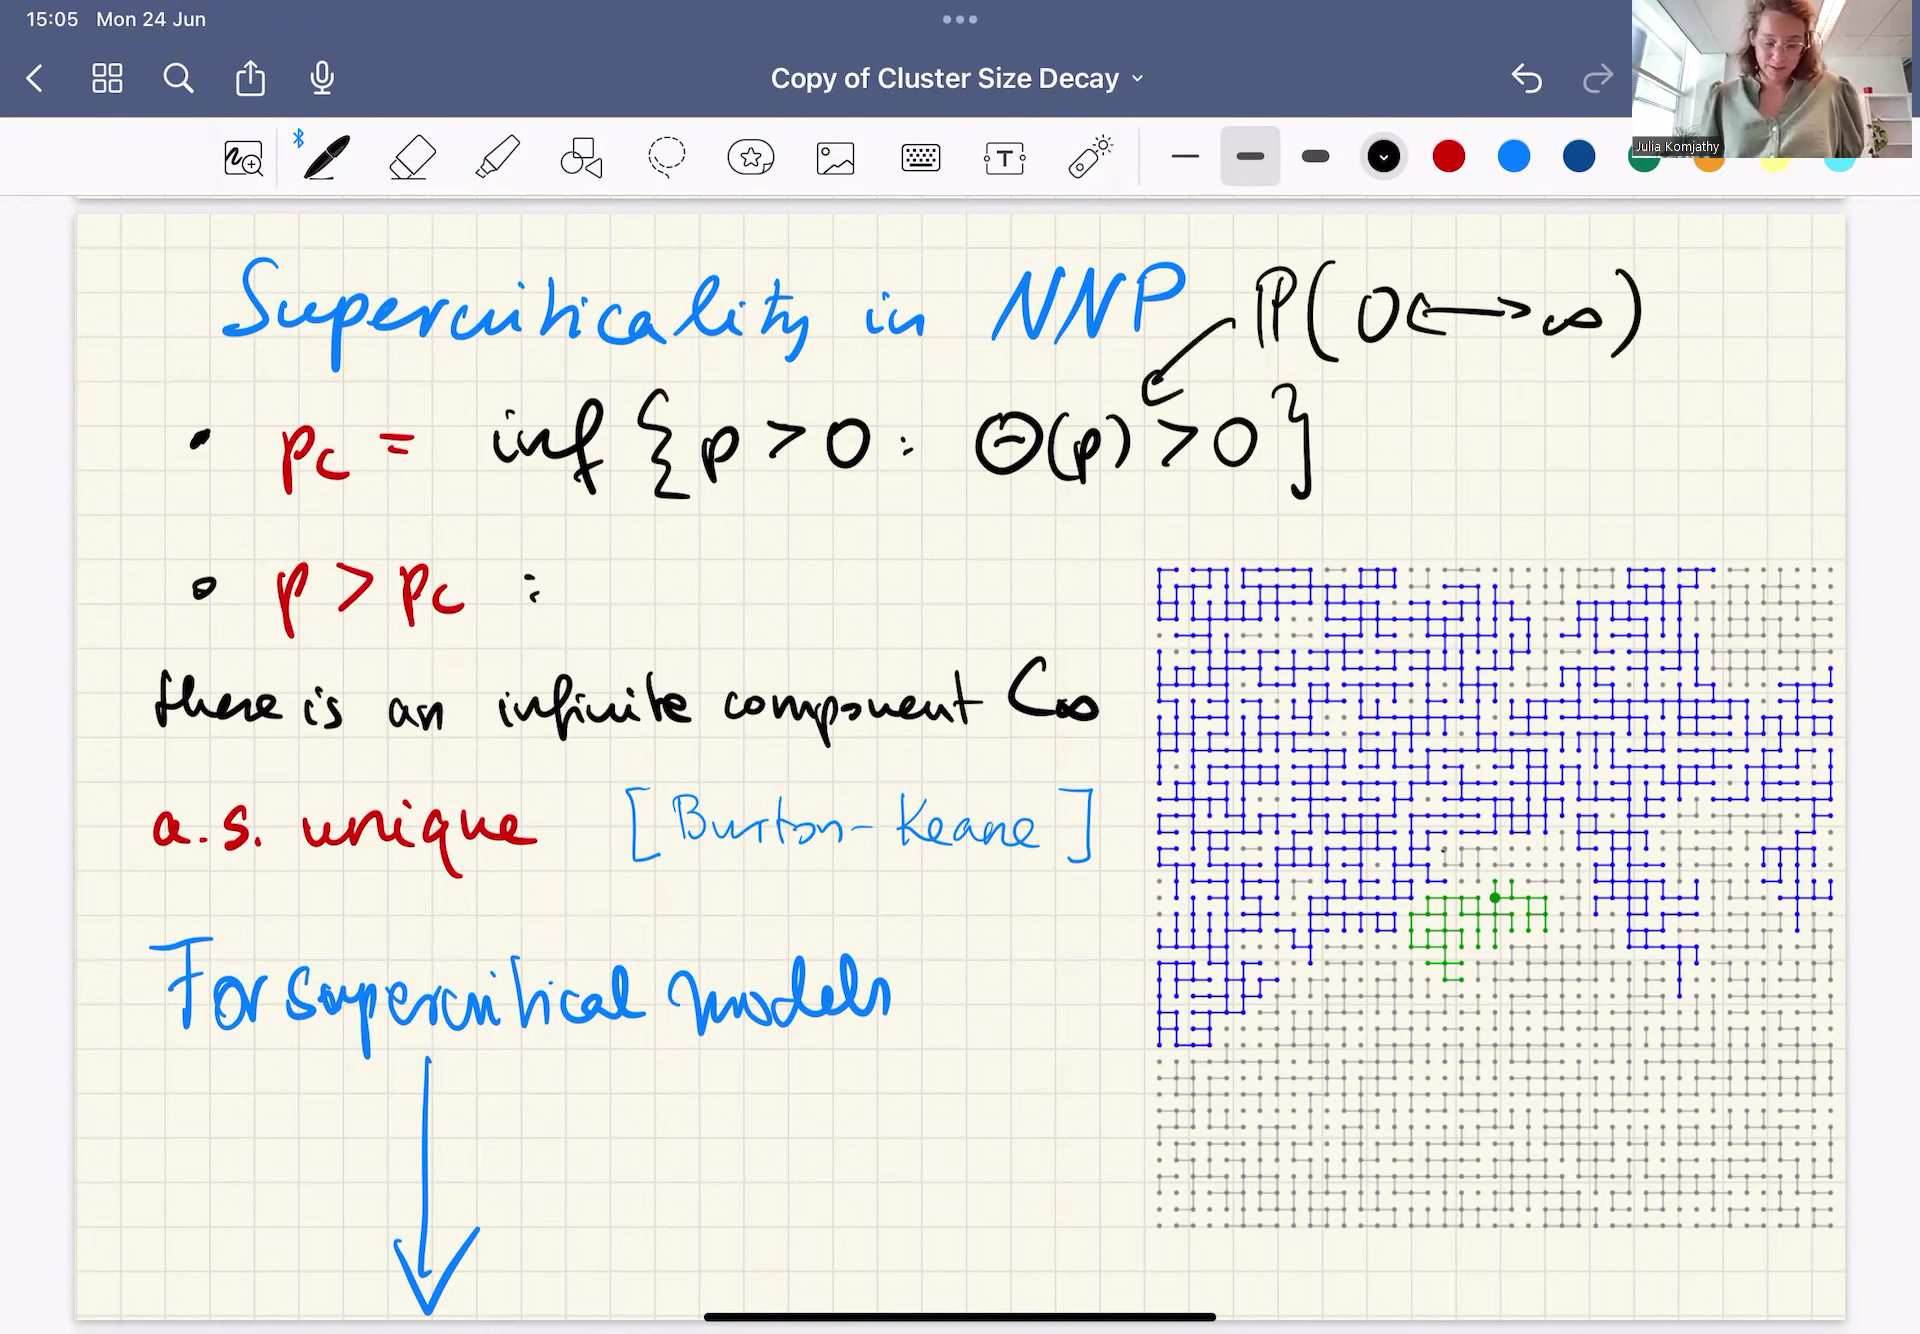 15:05 Mon 24 Jun
Copy of Cluster Size Decay
Julia Komjathy
Supercriticality in NNP ℙ(0⟷∞)
• pc = inf { p > 0 : Θ(p) > 0 }
• p > pc :
there is an infinite component C∞
a.s. unique [Burton-Keane]
For supercritical models